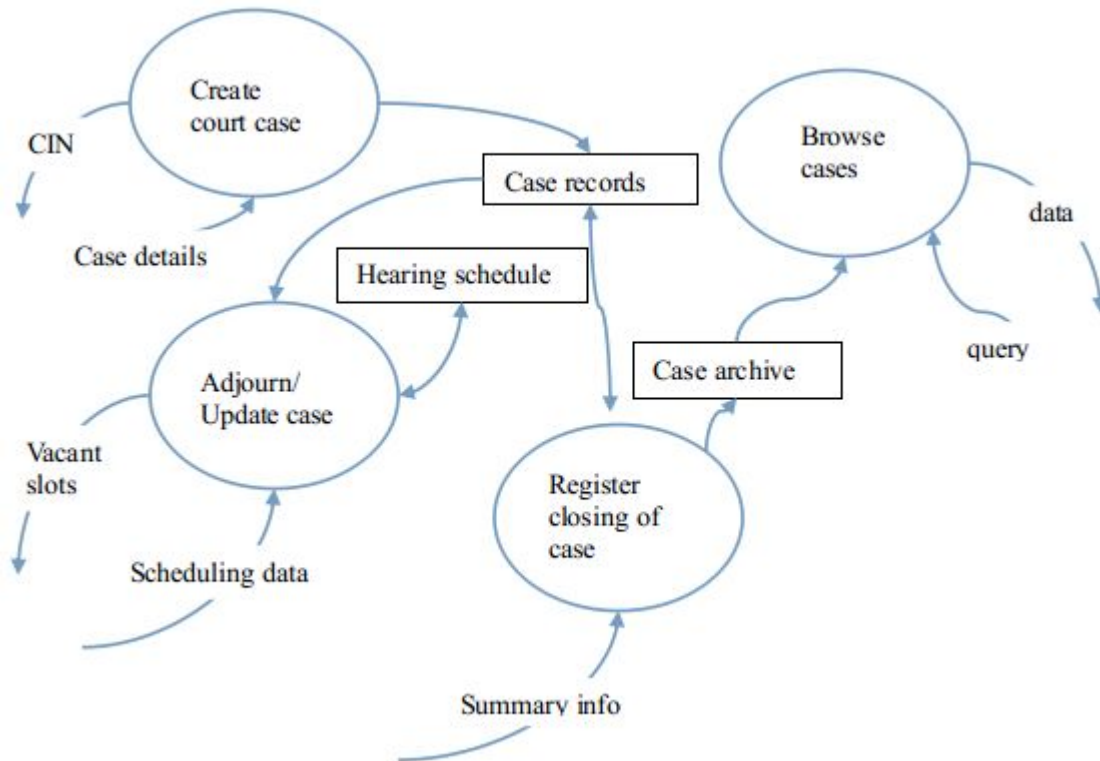 Create
court case
CIN
Case details
Case records
Browse
cases
data
query
Hearing schedule
Case archive
Adjourn/
Update case
Vacant
slots
Scheduling data
Register
closing of
case
Summary info